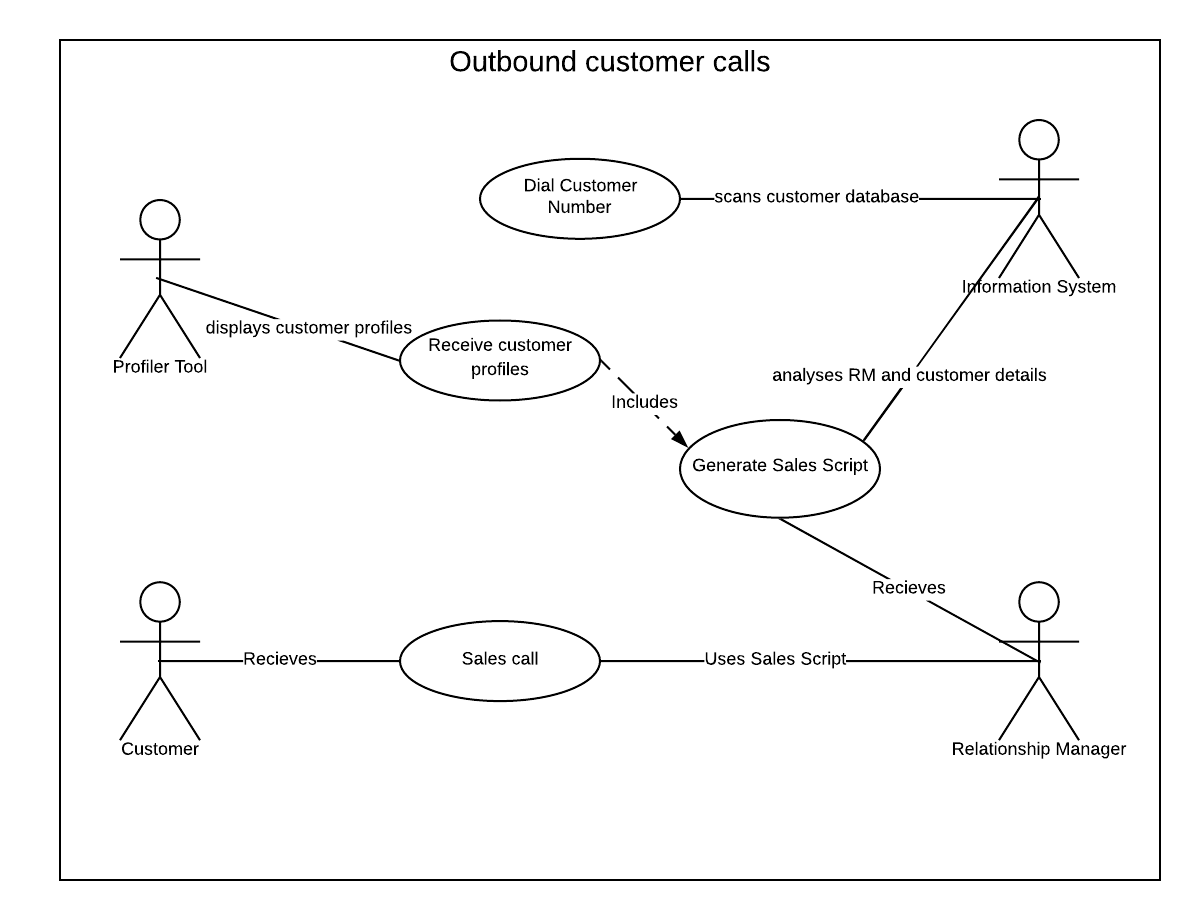 Outbound customer calls
Dial Customer
Number
scans customer database
Information System
displays customer profiles
Profiler Tool
Receive customer
profiles
Includes
analyses RM and customer details
Generate Sales Script
Recieves
Recieves
Sales call
Uses Sales Script
Customer
Relationship Manager